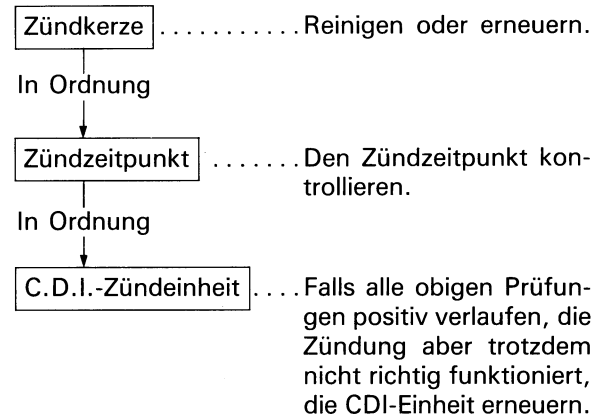 Zündkerze ........... Reinigen oder erneuern.
In Ordnung
Zündzeitpunkt ....... Den Zündzeitpunkt kon-
trollieren.
In Ordnung
C.D.I.-Zündeinheit .... Falls alle obigen Prüfun-
gen positiv verlaufen, die
Zündung aber trotzdem
nicht richtig funktioniert,
die CDI-Einheit erneuern.